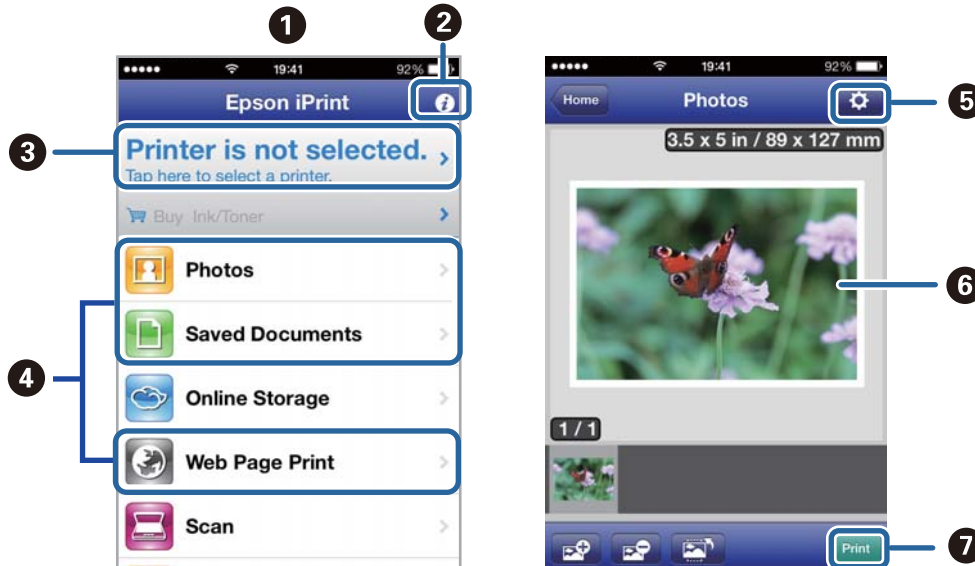 1
2
19:41
92%
Epson iPrint
i
3
Printer is not selected.
Tap here to select a printer.
Buy Ink/Toner
Photos
Saved Documents
4
Online Storage
Web Page Print
Scan
19:41
92%
Home
Photos
5
3.5 x 5 in / 89 x 127 mm
6
1 / 1
Print
7